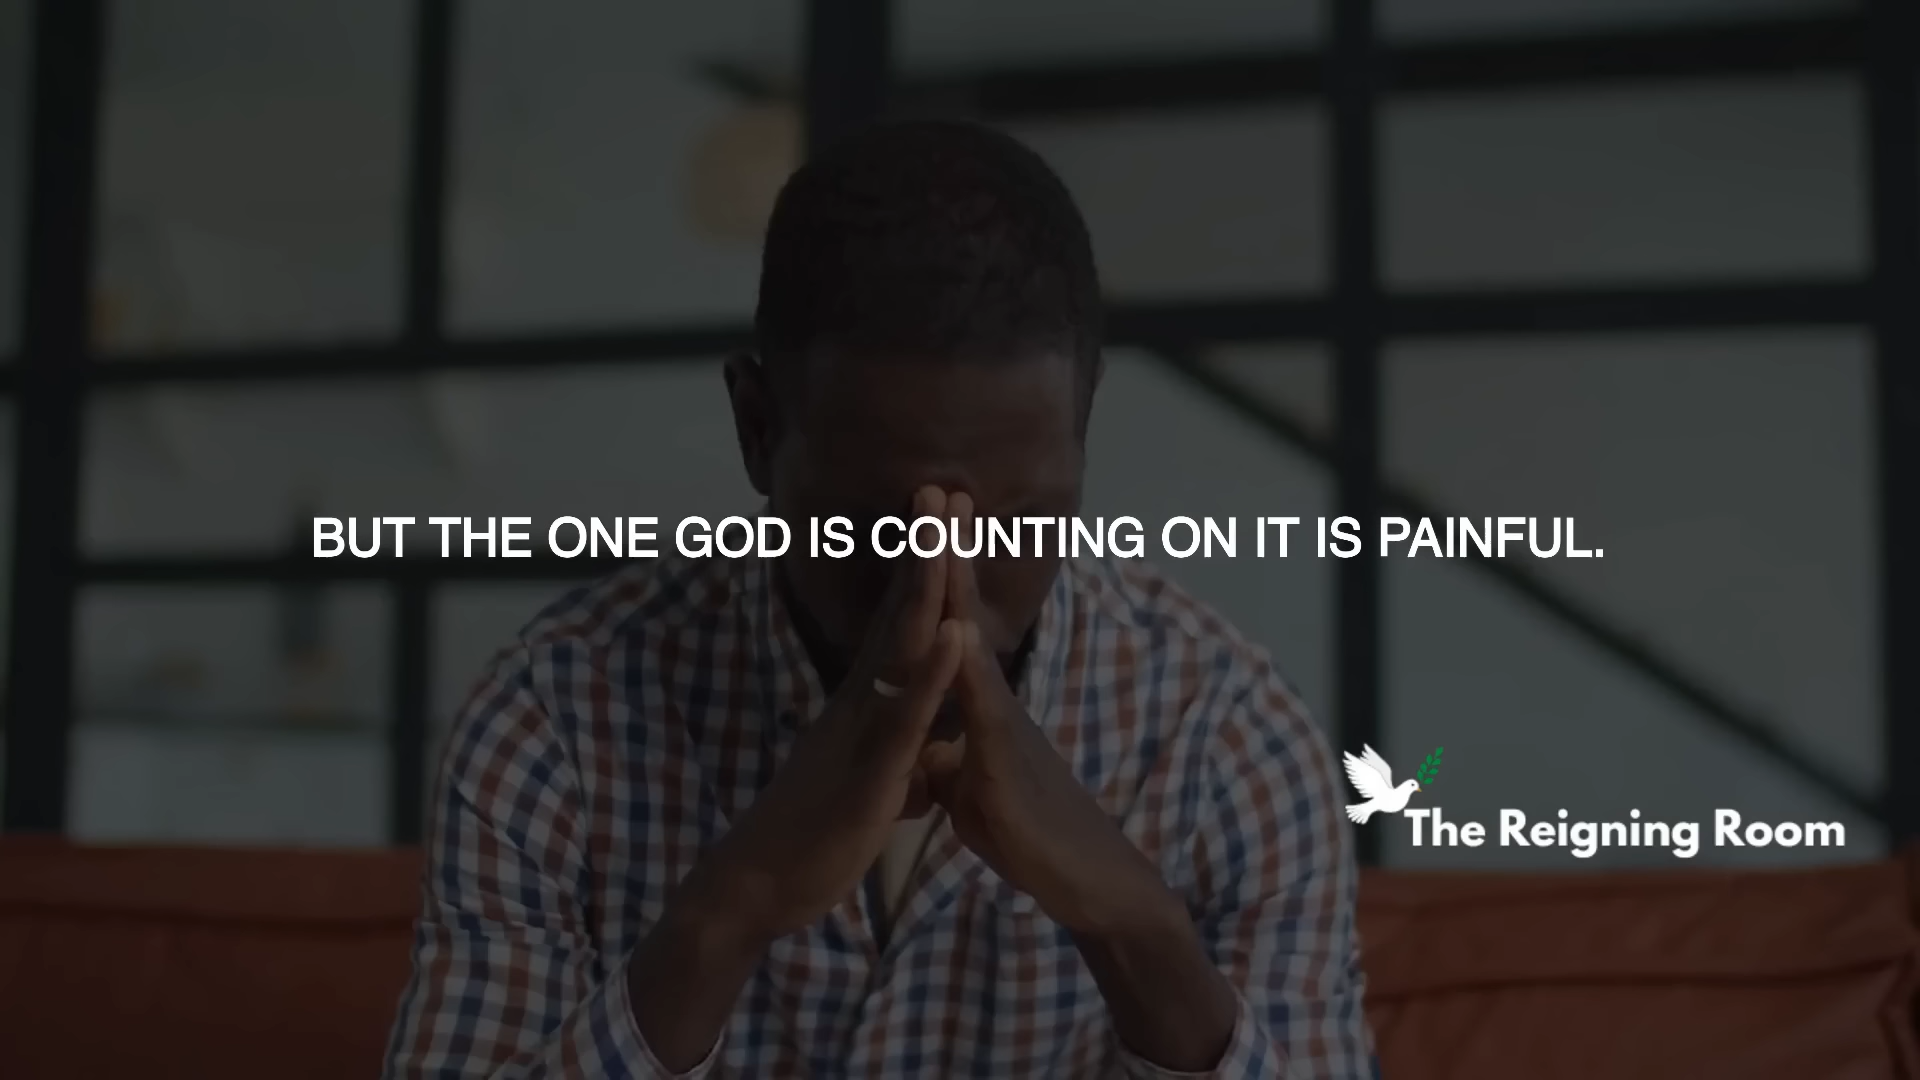 BUT THE ONE GOD IS COUNTING ON IT IS PAINFUL.
The Reigning Room